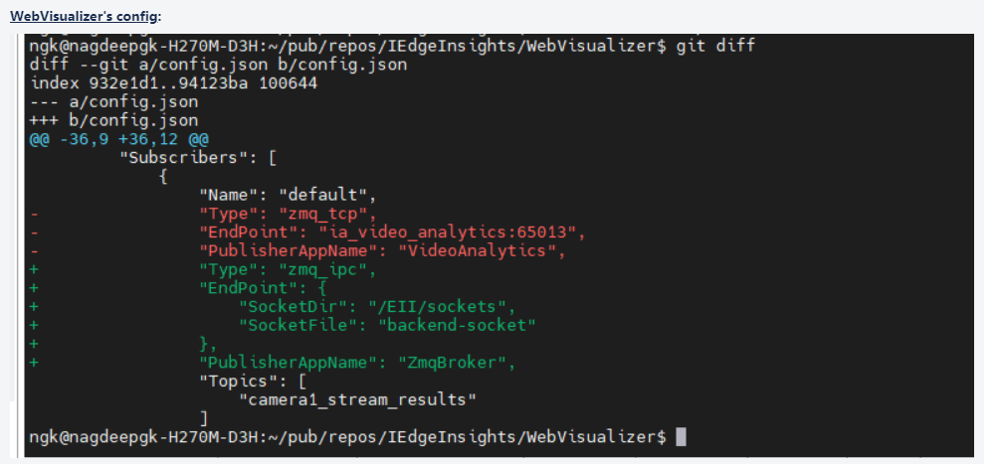 WebVisualizer's config:
ngk@nagdeepgk-H270M-D3H:~/pub/repos/IEdgeInsights/WebVisualizer$ git diff
diff --git a/config.json b/config.json
index 932e1d1..94123ba 100644
--- a/config.json
+++ b/config.json
@@ -36,9 +36,12 @@
         "Subscribers": [
             {
                 "Name": "default",
-                "Type": "zmq_tcp",
-                "EndPoint": "ia_video_analytics:65013",
-                "PublisherAppName": "VideoAnalytics",
+                "Type": "zmq_ipc",
+                "EndPoint": {
+                    "SocketDir": "/EII/sockets",
+                    "SocketFile": "backend-socket"
+                },
+                "PublisherAppName": "ZmqBroker",
                 "Topics": [
                     "camera1_stream_results"
                 ]
ngk@nagdeepgk-H270M-D3H:~/pub/repos/IEdgeInsights/WebVisualizer$